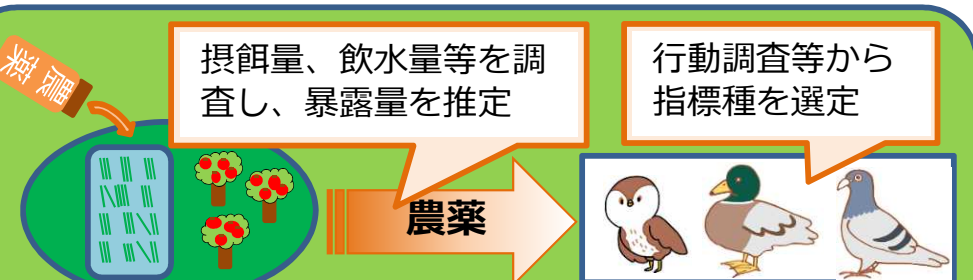 農薬
摂餌量、飲水量等を調
査し、暴露量を推定
行動調査等から
指標種を選定
農薬